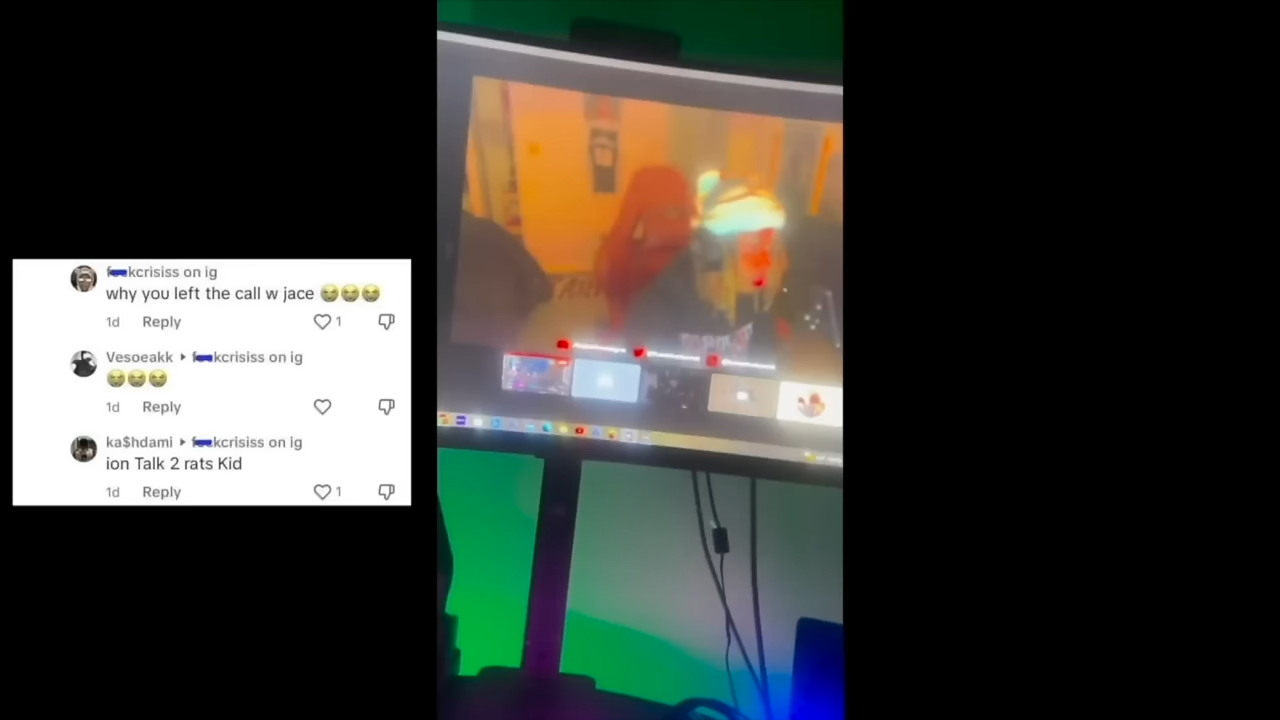 kcrisiss on ig
why you left the call w jace 😭😭😭
1d Reply 1
Vesoeakk ▸ kcrisiss on ig
😭😭😭
1d Reply
ka$hdami ▸ kcrisiss on ig
ion Talk 2 rats Kid
1d Reply 1